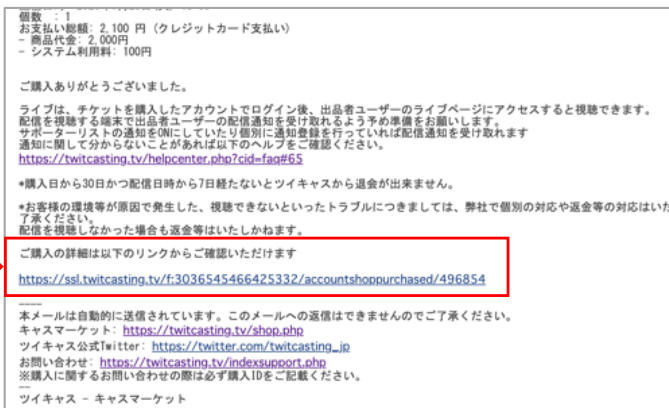 個数 : 1
お支払い総額: 2,100 円 (クレジットカード支払い)
- 商品代金: 2,000円
- システム利用料: 100円
ご購入ありがとうございました。
ライブは、チケットを購入したアカウントでログイン後、出品者ユーザーのライブページにアクセスすると視聴できます。
配信を視聴する端末で出品者ユーザーの配信通知を受け取れるよう予め準備をお願いします。
サポーターリストの通知をONにしていたり個別に通知登録を行っていれば配信通知を受け取れます
通知に関して分からないことがあれば以下のヘルプをご確認ください。
https://twitcasting.tv/helpcenter.php?cid=faq#65
*購入日から30日かつ配信日時から7日経たないとツイキャスから退会が出来ません。
*お客様の環境等が原因で発生した、視聴できないといったトラブルにつきましては、弊社で個別の対応や返金等の対応はいた
了承ください。
配信を視聴しなかった場合も返金等はいたしかねます。
ご購入の詳細は以下のリンクからご確認いただけます
https://ssl.twitcasting.tv/f:3036545466425332/accountshoppurchased/496854
----
本メールは自動的に送信されています。このメールへの返信はできませんのでご了承ください。
キャスマーケット: https://twitcasting.tv/shop.php
ツイキャス公式Twitter: https://twitter.com/twitcasting_jp
お問い合わせ: https://twitcasting.tv/indexsupport.php
※購入に関するお問い合わせの際は必ず購入IDをご記載ください。
--
ツイキャス - キャスマーケット